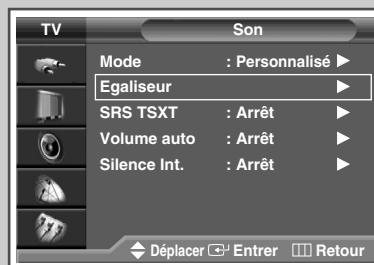 TV Son
Mode : Personnalisé
Egaliseur
SRS TSXT : Arrêt
Volume auto : Arrêt
Silence Int. : Arrêt
Déplacer Entrer Retour